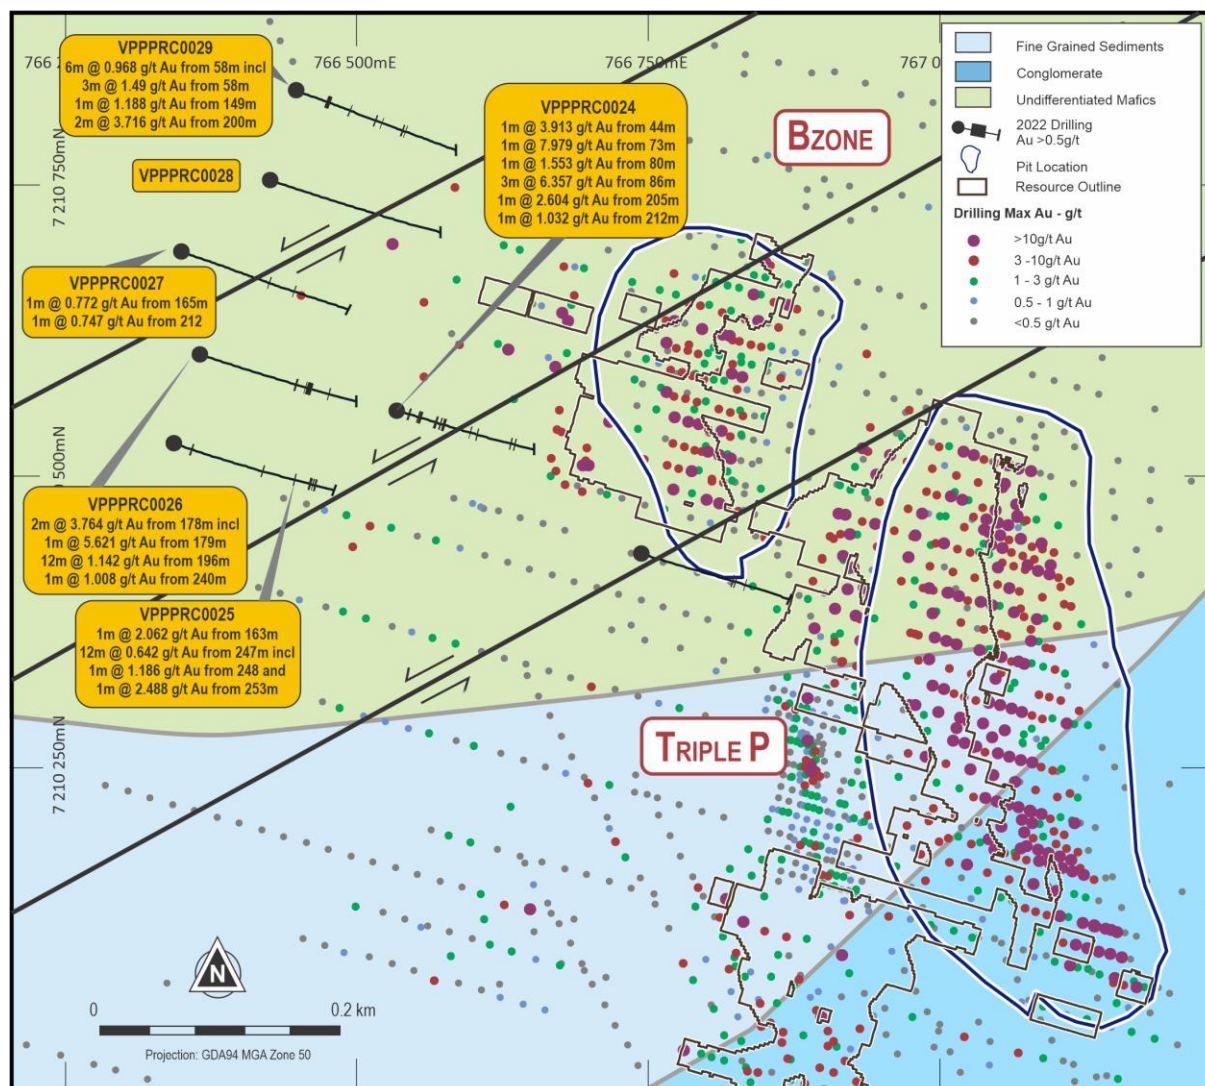 VPPPRC0029
6m @ 0.968 g/t Au from 58m incl
3m @ 1.49 g/t Au from 58m
1m @ 1.188 g/t Au from 149m
2m @ 3.716 g/t Au from 200m
766
766 500mE
766 750mE
767 0
VPPPRC0024
1m @ 3.913 g/t Au from 44m
1m @ 7.979 g/t Au from 73m
1m @ 1.553 g/t Au from 80m
3m @ 6.357 g/t Au from 86m
1m @ 2.604 g/t Au from 205m
1m @ 1.032 g/t Au from 212m
BZONE
Fine Grained Sediments
Conglomerate
Undifferentiated Mafics
2022 Drilling
Au >0.5g/t
Pit Location
Resource Outline
Drilling Max Au - g/t
>10g/t Au
3 -10g/t Au
1 - 3 g/t Au
0.5 - 1 g/t Au
<0.5 g/t Au
7 210 750mN
VPPPRC0028
VPPPRC0027
1m @ 0.772 g/t Au from 165m
1m @ 0.747 g/t Au from 212
500mN
VPPPRC0026
2m @ 3.764 g/t Au from 178m incl
1m @ 5.621 g/t Au from 179m
12m @ 1.142 g/t Au from 196m
1m @ 1.008 g/t Au from 240m
VPPPRC0025
1m @ 2.062 g/t Au from 163m
12m @ 0.642 g/t Au from 247m incl
1m @ 1.186 g/t Au from 248 and
1m @ 2.488 g/t Au from 253m
TRIPLE P
7 210 250mN
N
0 0.2 km
Projection: GDA94 MGA Zone 50